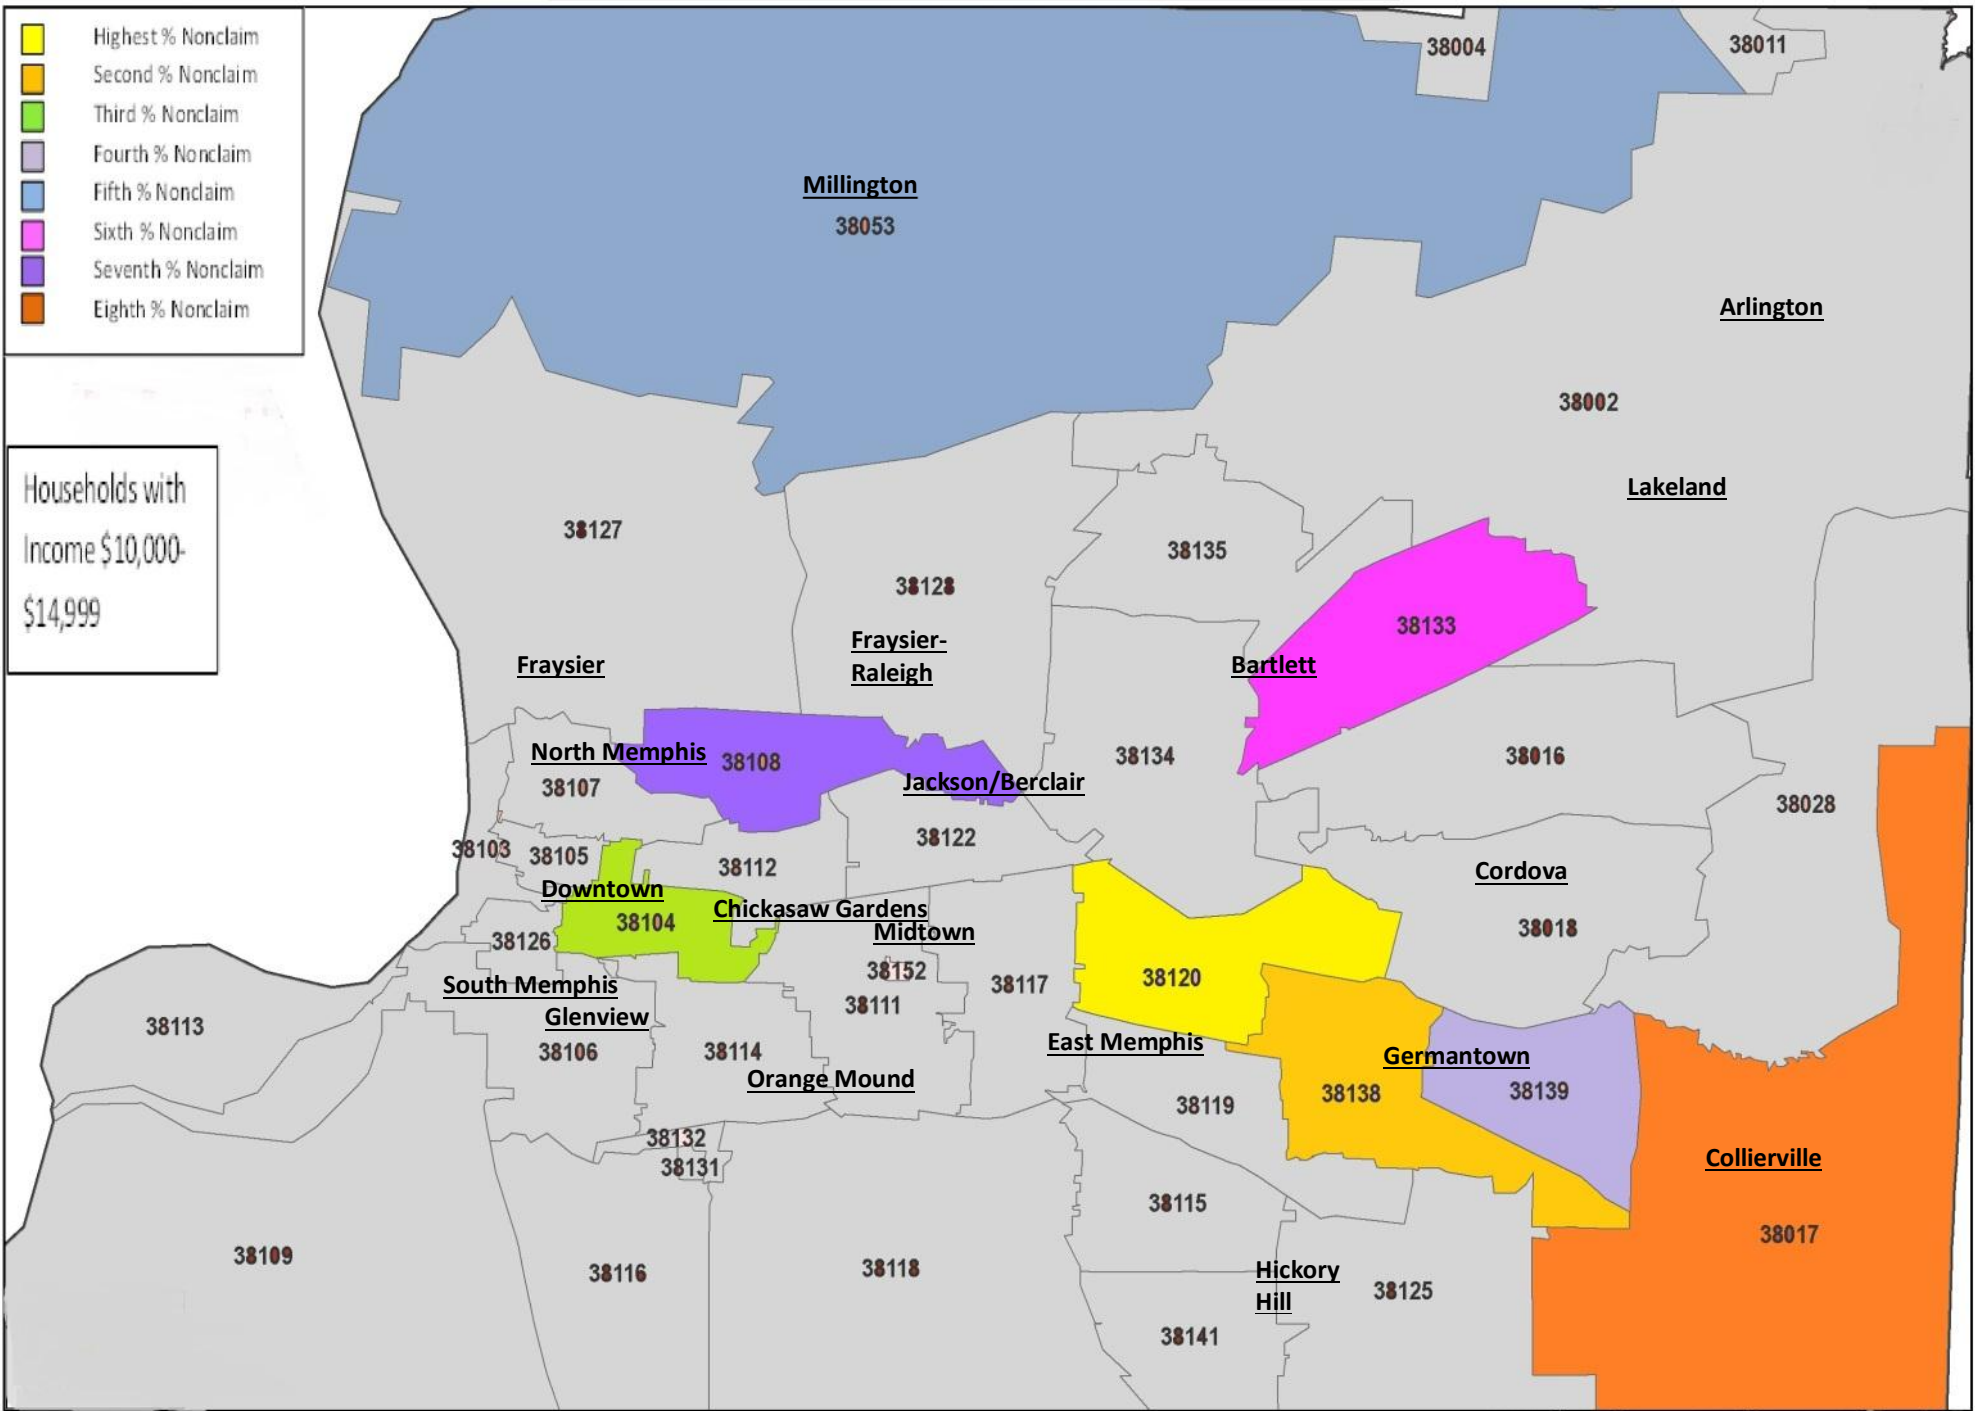 Highest % Nonclaim
Second % Nonclaim
Third % Nonclaim
Fourth % Nonclaim
Fifth % Nonclaim
Sixth % Nonclaim
Seventh % Nonclaim
Eighth % Nonclaim
Households with
Income $10,000-
$14,999
38004
38011
Millington
38053
Arlington
38002
Lakeland
38127
38135
38128
38133
Fraysier-
Raleigh
Fraysier
Bartlett
North Memphis
38108
38107
Jackson/Berclair
38134
38016
38028
38103
38105
38122
38112
Cordova
Downtown
Chickasaw Gardens
38104
Midtown
38018
38126
38152
38120
38117
South Memphis
38111
Glenview
38113
East Memphis
38106
38114
Germantown
Orange Mound
38138
38139
38119
38132
38131
Collierville
38115
38017
38109
38116
38118
Hickory
Hill
38125
38141